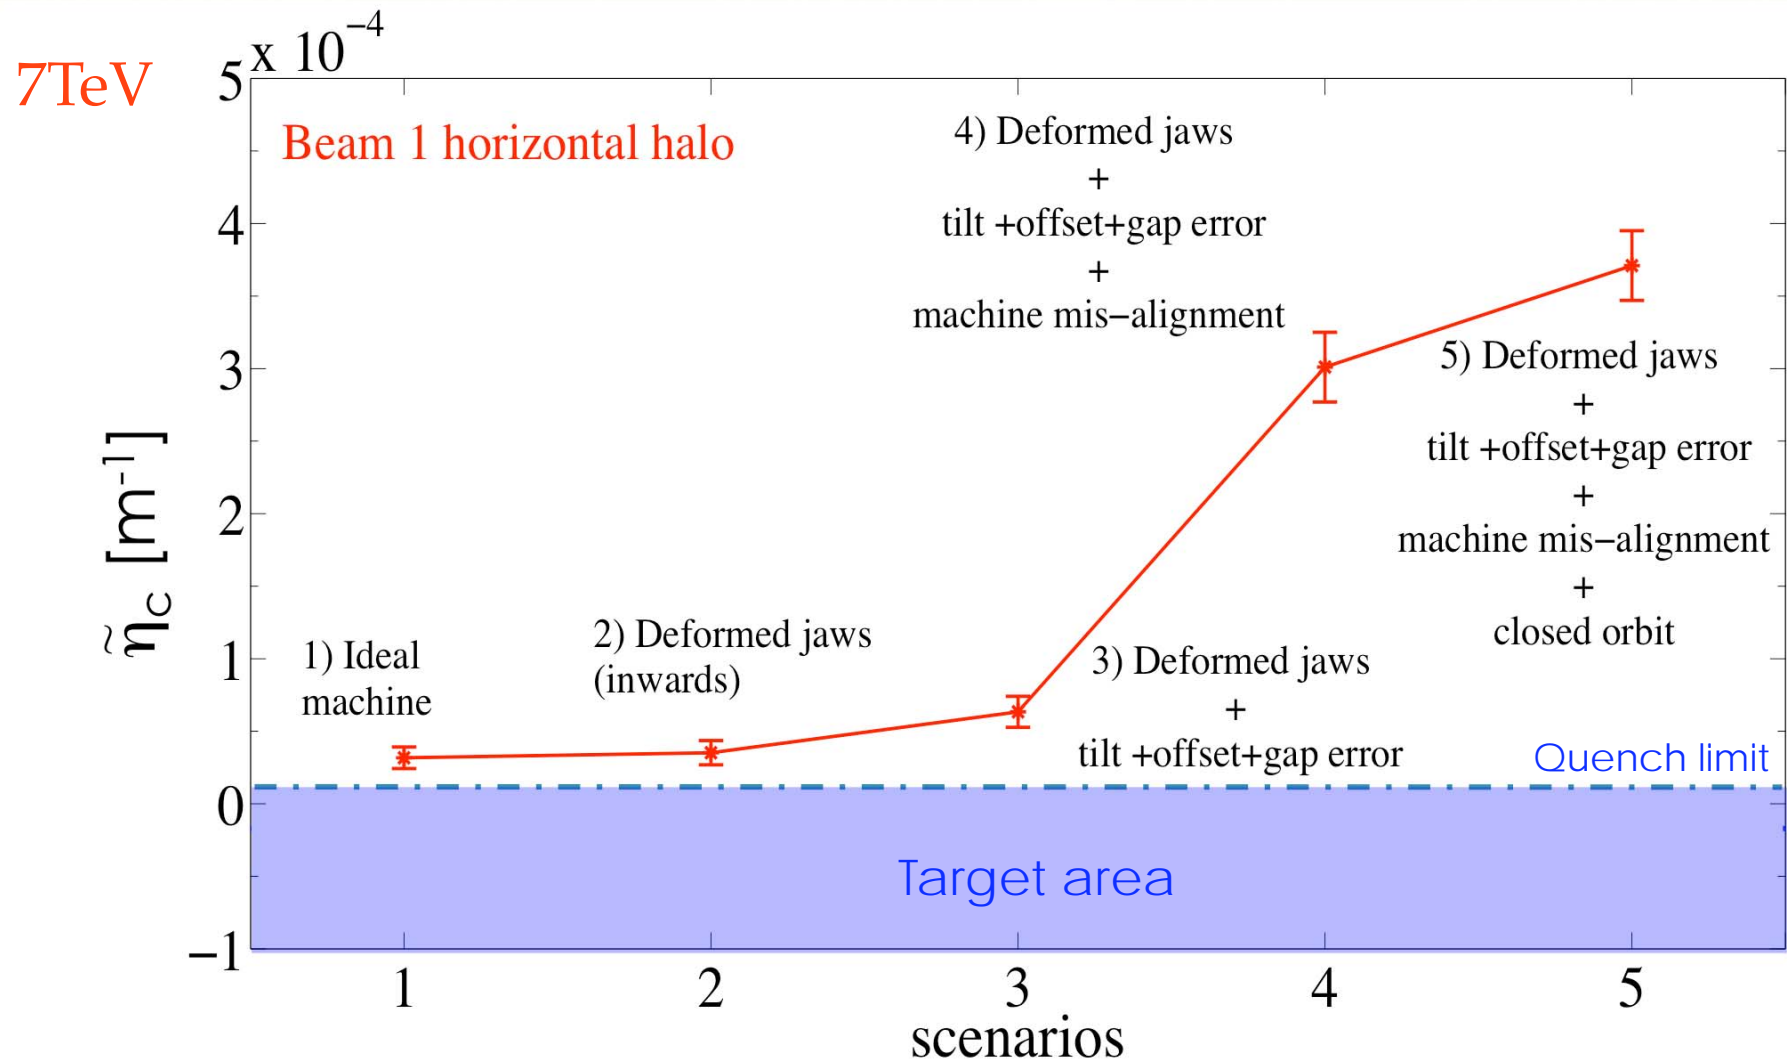 7TeV
x 10−4
Beam 1 horizontal halo
4) Deformed jaws
+
tilt +offset+gap error
+
machine mis−alignment
5) Deformed jaws
+
tilt +offset+gap error
+
machine mis−alignment
+
closed orbit
1) Ideal
machine
2) Deformed jaws
(inwards)
3) Deformed jaws
+
tilt +offset+gap error
Quench limit
Target area
5
4
3
2
1
0
−1
η̃c [m-1]
1 2 3 4 5
scenarios